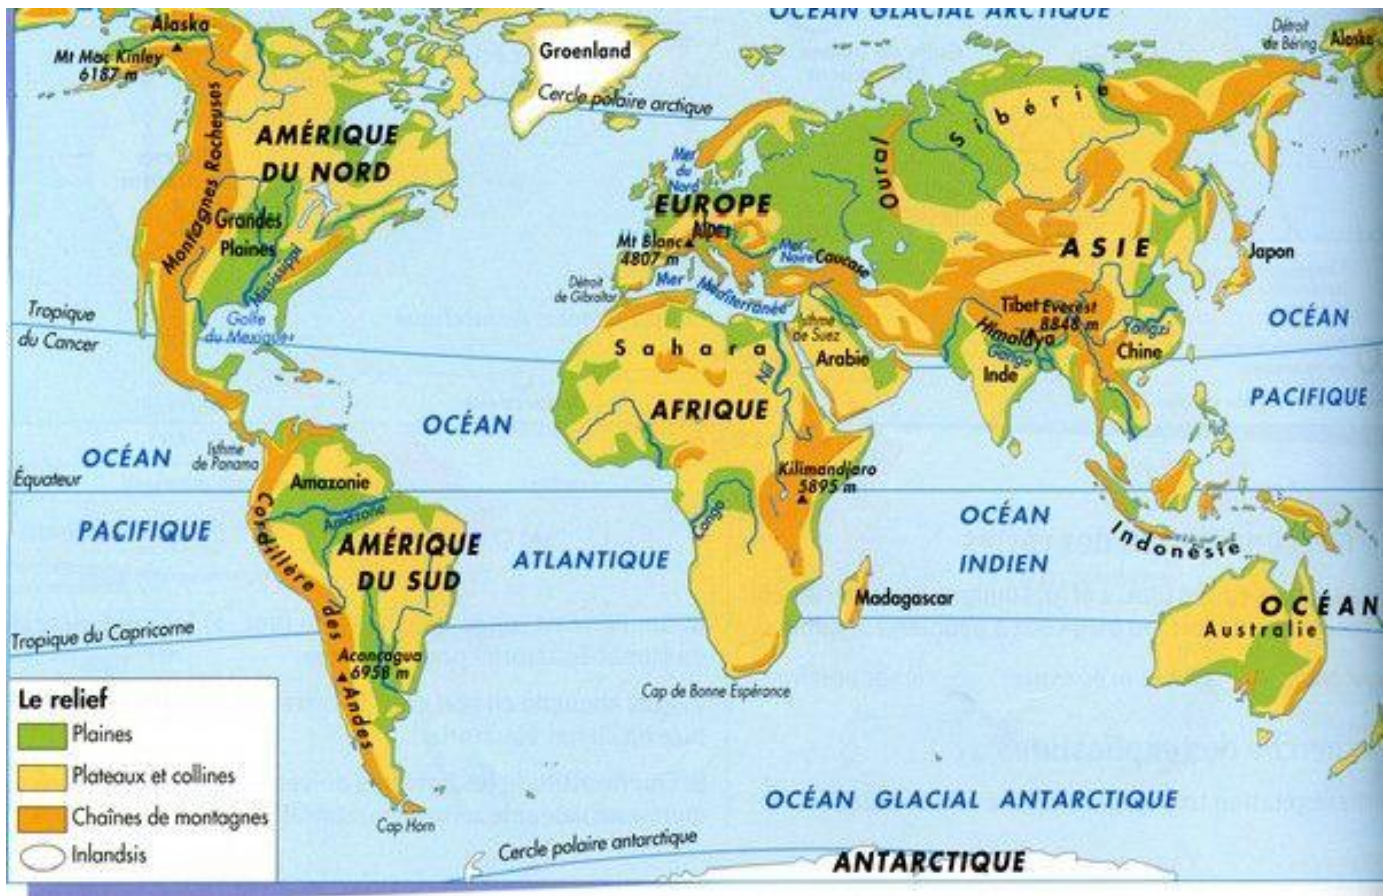 OCÉAN GLACIAL ARCTIQUE
Alaska
Mt Mac Kinley
6187 m
Groenland
Cercle polaire arctique
Détroit
de Béring
Alaska
Montagnes Rocheuses
AMÉRIQUE
DU NORD
Grandes
Plaines
Mississippi
Golfe
du Mexique
Mer
du
Nord
EUROPE
Alpes
Mt Blanc
4807 m
Détroit
de Gibraltar
Mer Méditerranée
Mer
Noire
Caucase
Oural
Sibérie
ASIE
Japon
Tibet
Everest
8848 m
Himalaya
Gange
Yangzi
Chine
Inde
Isthme
de Suez
Arabie
Nil
Sahara
AFRIQUE
Tropique
du Cancer
OCÉAN
PACIFIQUE
OCÉAN
ATLANTIQUE
OCÉAN
PACIFIQUE
Isthme
de Panama
Équateur
Amazonie
Amazone
AMÉRIQUE
DU SUD
Cordillère des Andes
Aconcagua
6958 m
Kilimandjaro
5895 m
Congo
OCÉAN
INDIEN
Indonésie
Madagascar
OCÉAN
Australie
Tropique du Capricorne
Cap de Bonne Espérance
Cap Horn
OCÉAN GLACIAL ANTARCTIQUE
Cercle polaire antarctique
ANTARCTIQUE
Le relief
Plaines
Plateaux et collines
Chaînes de montagnes
Inlandsis